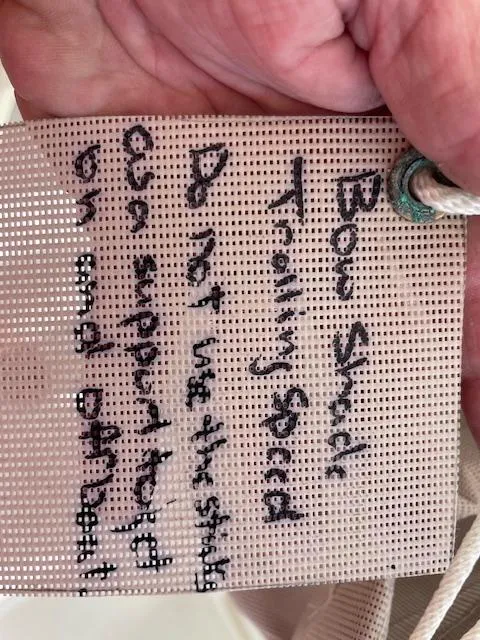 Bow Shade
Trolling Speed
Do not use the shade
as a support to get
on and OFF boat.